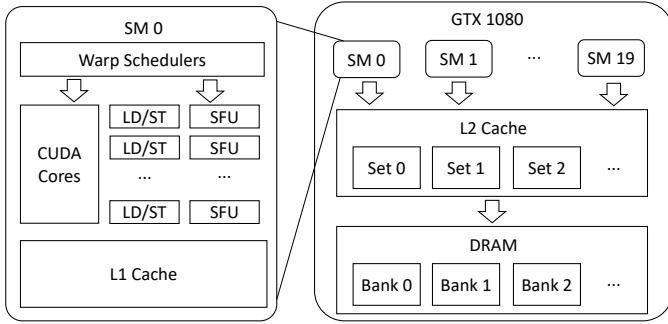 SM 0
Warp Schedulers
CUDA
Cores
LD/ST
SFU
LD/ST
SFU
...
...
LD/ST
SFU
L1 Cache
GTX 1080
SM 0
SM 1
...
SM 19
L2 Cache
Set 0
Set 1
Set 2
...
DRAM
Bank 0
Bank 1
Bank 2
...